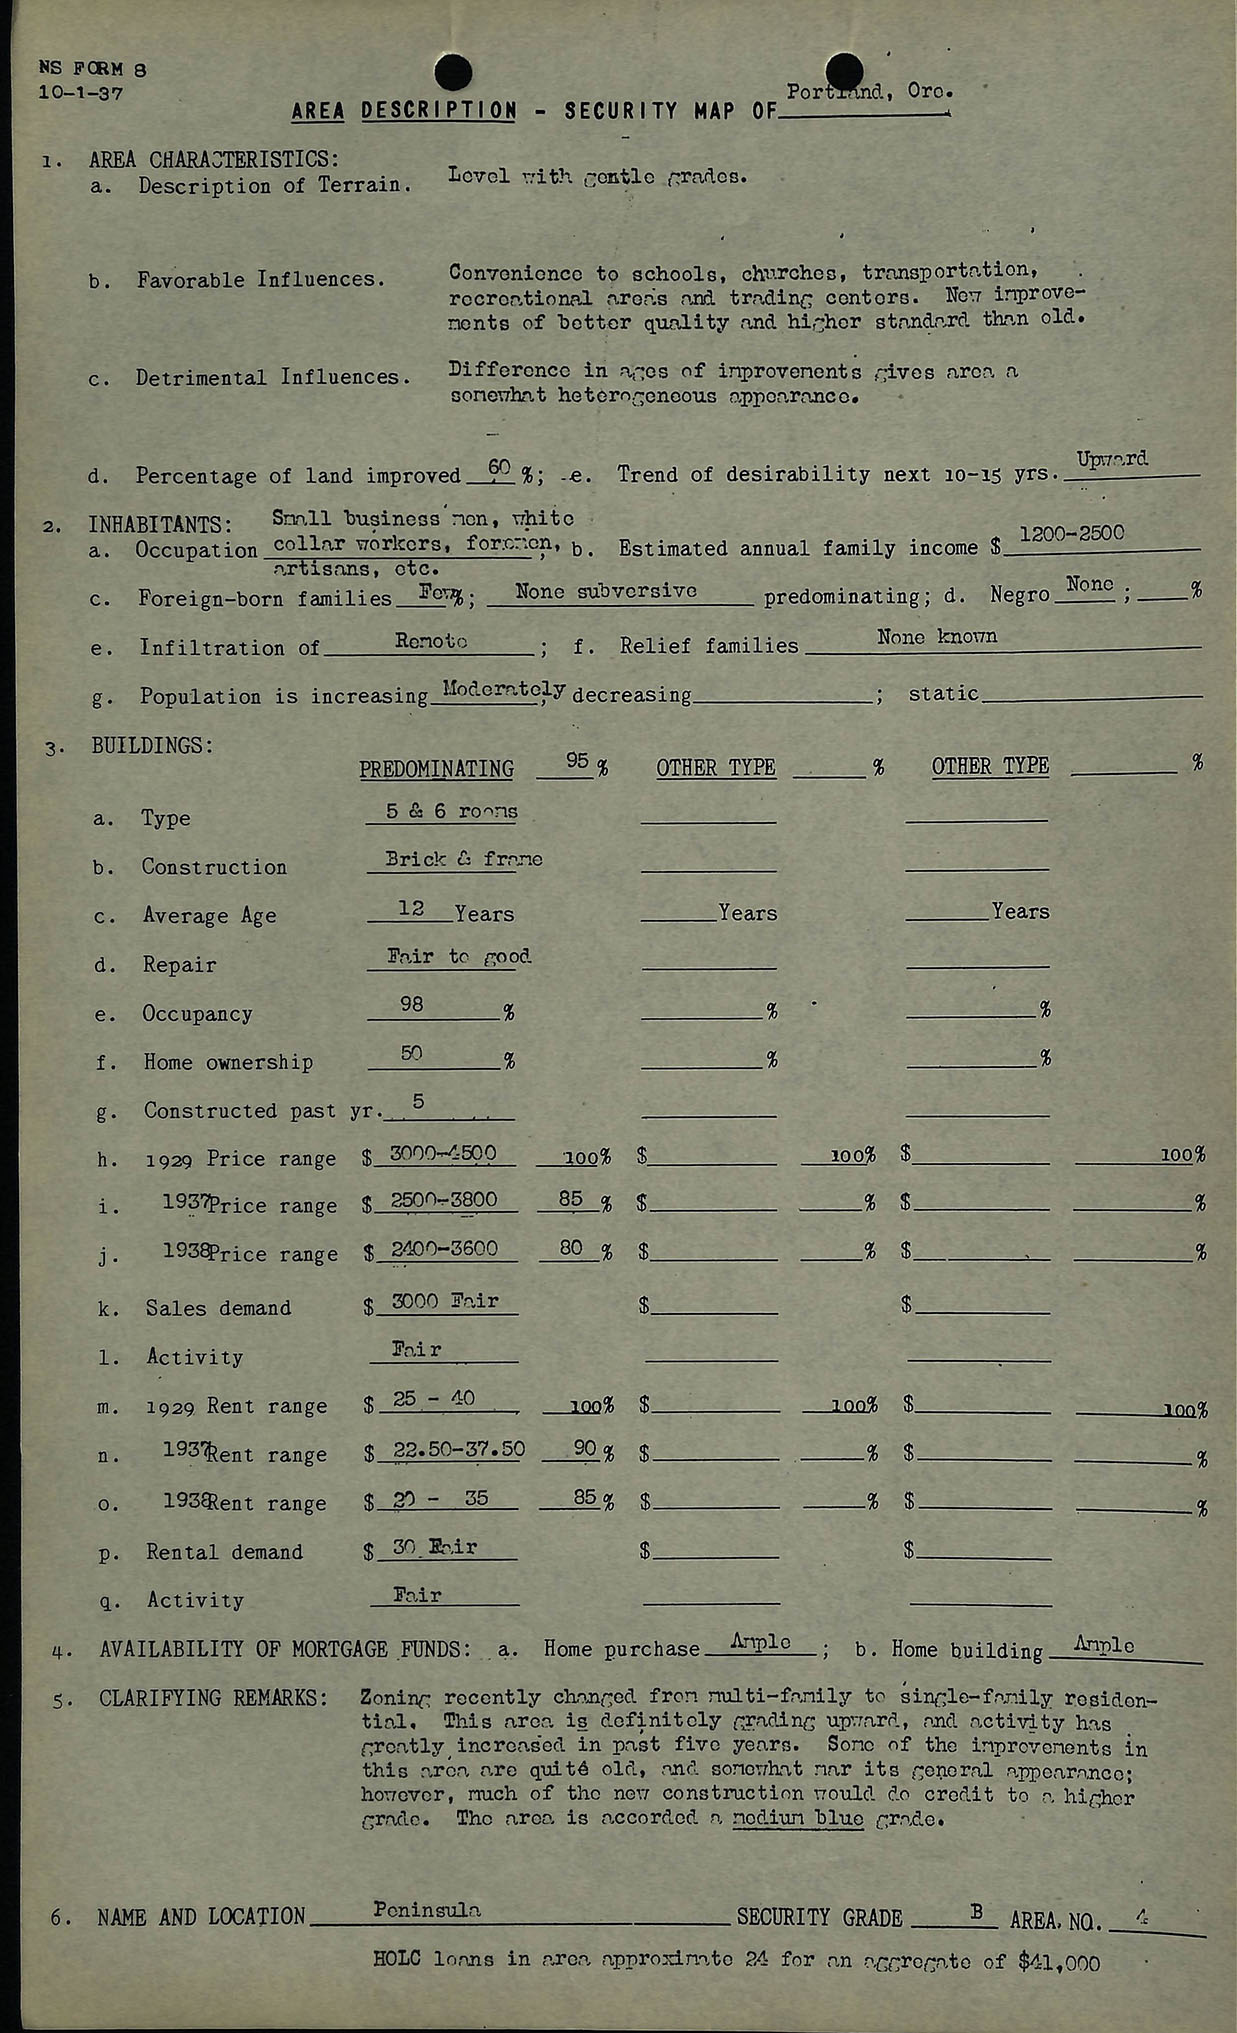 NS FORM 8
10-1-37
AREA DESCRIPTION - SECURITY MAP OF Portland, Ore.
1. AREA CHARACTERISTICS:
a. Description of Terrain. Level with gentle grades.
b. Favorable Influences. Convenience to schools, churches, transportation,
recreational areas and trading centers. New improve-
ments of better quality and higher standard than old.
c. Detrimental Influences. Difference in ages of improvements gives area a
somewhat heterogeneous appearance.
d. Percentage of land improved 60 %; e. Trend of desirability next 10-15 yrs. Upward
2. INHABITANTS: Small business men, white
a. Occupation collar workers, foremen, b. Estimated annual family income $ 1200-2500
artisans, etc.
c. Foreign-born families Few%; None subversive predominating; d. Negro None ; %
e. Infiltration of Remote ; f. Relief families None known
g. Population is increasing Moderately decreasing ; static
3. BUILDINGS:
PREDOMINATING 95 % OTHER TYPE % OTHER TYPE %
a. Type 5 & 6 rooms
b. Construction Brick & frame
c. Average Age 12 Years Years Years
d. Repair Fair to good
e. Occupancy 98 % % %
f. Home ownership 50 % % %
g. Constructed past yr. 5
h. 1929 Price range $ 3000-4500 100% $ 100% $ 100%
i. 1937 Price range $ 2500-3800 85 % $ % $ %
j. 1938 Price range $ 2400-3600 80 % $ % $ %
k. Sales demand $ 3000 Fair $ $
l. Activity Fair
m. 1929 Rent range $ 25 - 40 100% $ 100% $ 100%
n. 1937 Rent range $ 22.50-37.50 90 % $ % $ %
o. 1938 Rent range $ 20 - 35 85 % $ % $ %
p. Rental demand $ 30 Fair $ $
q. Activity Fair
4. AVAILABILITY OF MORTGAGE FUNDS: a. Home purchase Ample ; b. Home building Ample
5. CLARIFYING REMARKS: Zoning recently changed from multi-family to single-family residen-
tial. This area is definitely grading upward, and activity has
greatly increased in past five years. Some of the improvements in
this area are quite old, and somewhat mar its general appearance;
however, much of the new construction would do credit to a higher
grade. The area is accorded a medium blue grade.
6. NAME AND LOCATION Peninsula SECURITY GRADE B AREA NO. 4
HOLC loans in area approximate 24 for an aggregate of $41,000